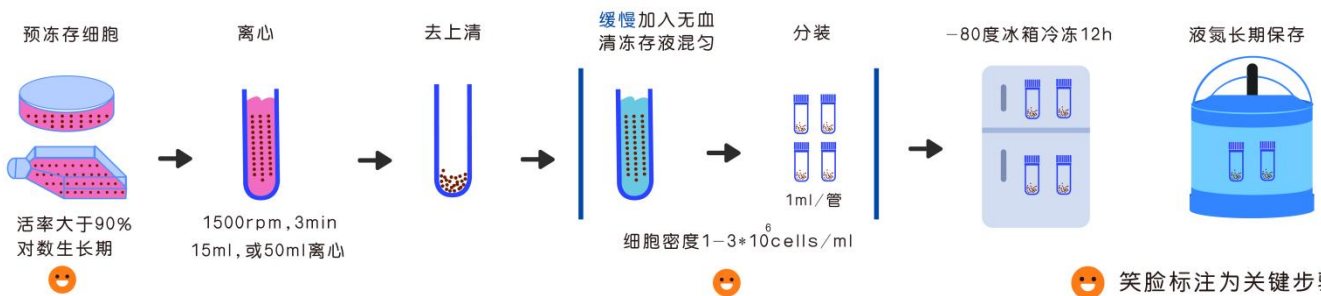 预冻存细胞
离心
去上清
缓慢加入无血
清冻存液混匀
分装
-80度冰箱冷冻12h
液氮长期保存
活率大于90%
对数生长期
1500rpm,3min
15ml,或50ml离心
1ml/管
细胞密度1-3*10⁶cells/ml
笑脸标注为关键步